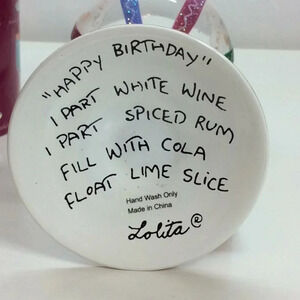 "HAPPY BIRTHDAY"
1 PART WHITE WINE
1 PART SPICED RUM
FILL WITH COLA
FLOAT LIME SLICE
Hand Wash Only
Made in China
Lolita ®